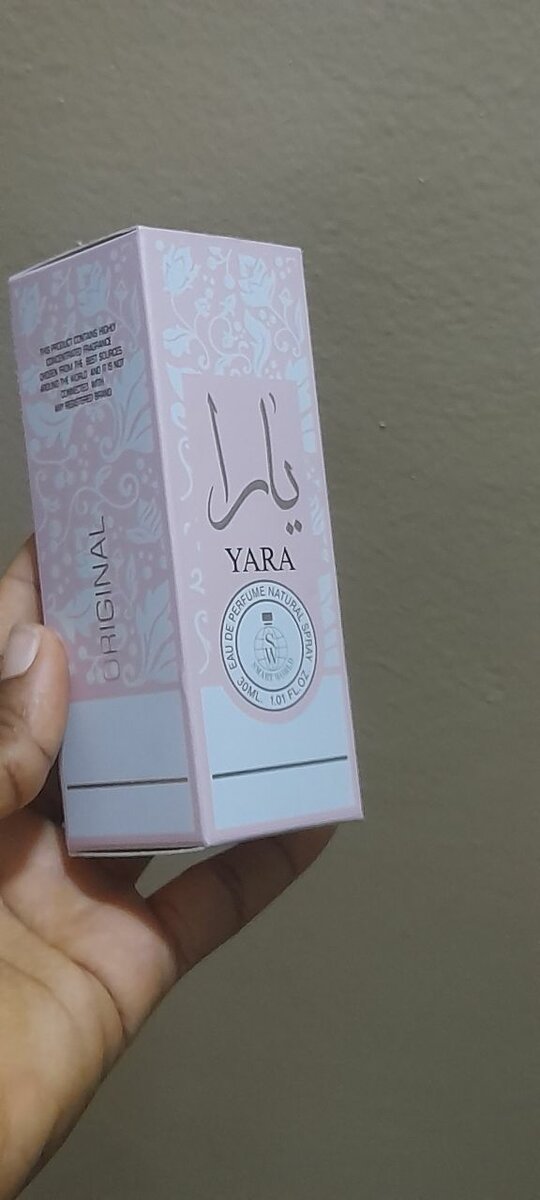 THIS PRODUCT CONTAINS HIGHLY
CONCENTRATED FRAGRANCE
CHOSEN FROM THE BEST SOURCES
AROUND THE WORLD AND IT IS NOT
CONNECTED WITH
ANY REGISTERED BRAND
ORIGINAL
يارا
YARA
EAU DE PERFUME NATURAL SPRAY
SW
SMART WORLD
30ML. 1.01 FL.OZ